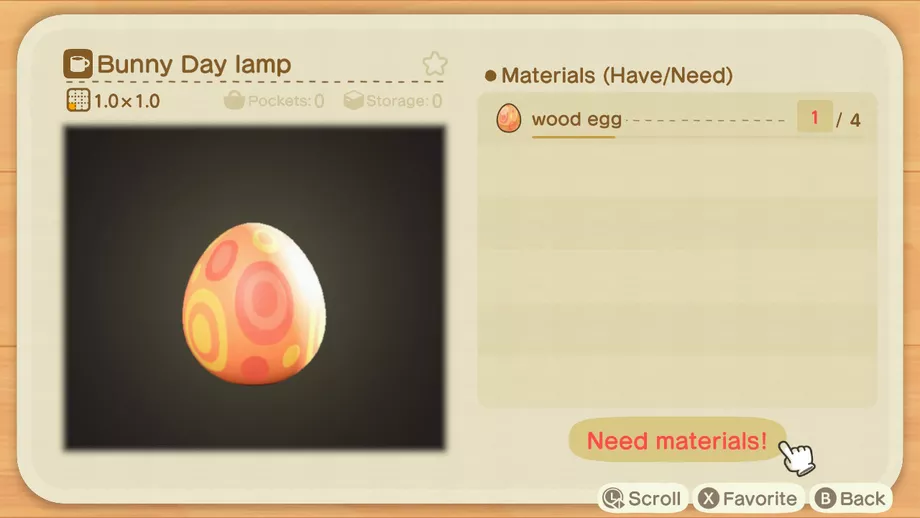 Bunny Day lamp
1.0×1.0 Pockets: 0 Storage: 0
Materials (Have/Need)
wood egg 1 / 4
Need materials!
L Scroll X Favorite B Back